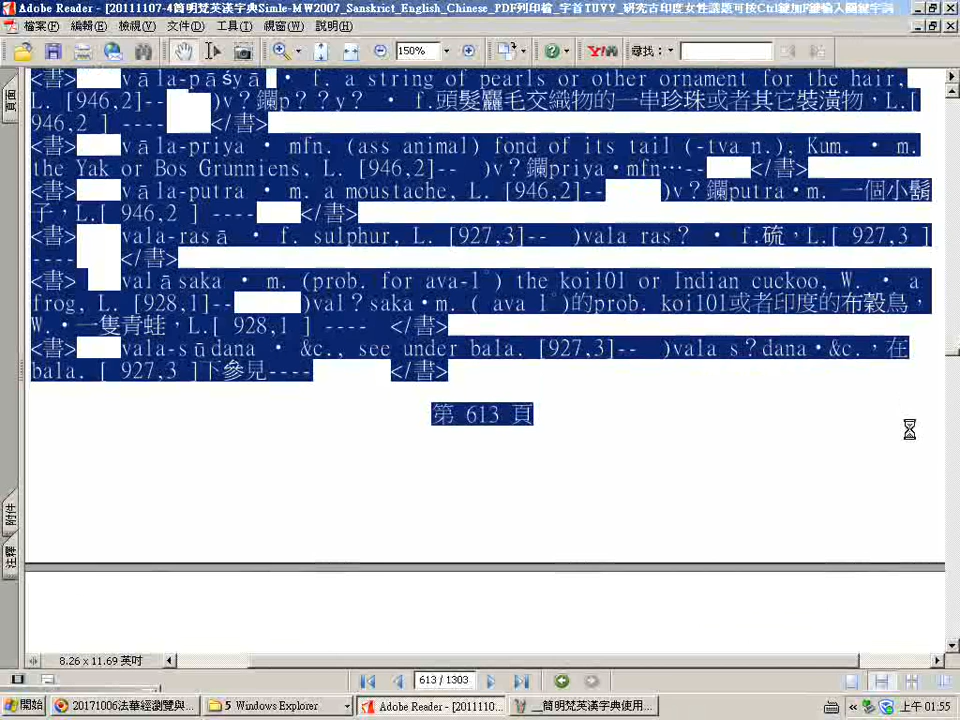 Adobe Reader - [20111107-4簡明梵英漢字典Simle-MW2007_Sanskrict_English_Chinese_PDF列印檔_字首TUVY_研究古印度女性議題可按Ctrl鍵加F鍵輸入關鍵字詞
檔案(F) 編輯(E) 檢視(V) 文件(D) 工具(T) 視窗(W) 說明(H)
150% Y! 尋找:
頁面
<書> vāla-pāśyā • f. a string of pearls or other ornament for the hair,
L. [946,2]-- )v？鑭p？？y？ • f.頭髮麗毛交織物的一串珍珠或者其它裝潢物，L.[
946,2 ] ---- </書>
<書> vāla-priya • mfn. (ass animal) fond of its tail (-tva n.), Kum. • m.
the Yak or Bos Grunniens, L. [946,2]-- )v？鑭priya•mfn…-- </書>
<書> vāla-putra • m. a moustache, L. [946,2]-- )v？鑭putra•m. 一個小鬍
子，L.[ 946,2 ] ---- </書>
<書> vala-rasā • f. sulphur, L. [927,3]-- )vala ras？ • f.硫，L.[ 927,3 ]
---- </書>
<書> valāsaka • m. (prob. for ava-l°) the koil0l or Indian cuckoo, W. • a
frog, L. [928,1]-- )val？saka•m. ( ava l°)的prob. koil0l或者印度的布穀鳥，
W.•一隻青蛙，L.[ 928,1 ] ---- </書>
<書> vala-sūdana • &c., see under bala. [927,3]-- )vala s？dana•&c.，在
bala. [ 927,3 ]下參見---- </書>
第 613 頁
附件
注釋
8.26 x 11.69 英吋
613 / 1303
開始 20171006法華經瀏覽與... 5 Windows Explorer Adobe Reader - [2011110... __簡明梵英漢字典使用... 上午 01:55